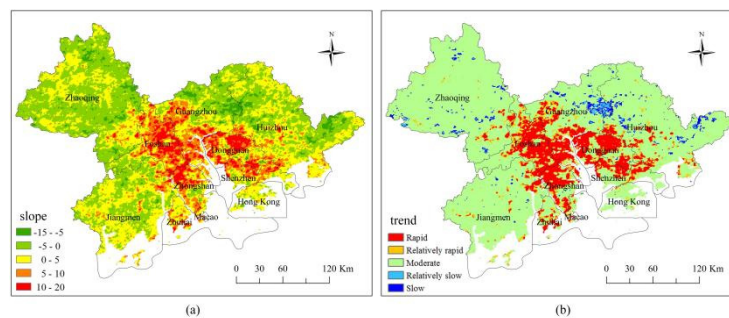 N
Zhaoqing
Guangzhou
Huizhou
Foshan
Dongguan
Zhongshan
Shenzhen
Hong Kong
Jiangmen
Zhuhai
Macao
slope
-15 - -5
-5 - 0
0 - 5
5 - 10
10 - 20
0 30 60 120 Km
(a)
N
Zhaoqing
Guangzhou
Huizhou
Foshan
Dongguan
Zhongshan
Shenzhen
Hong Kong
Jiangmen
Zhuhai
Macao
trend
Rapid
Relatively rapid
Moderate
Relatively slow
Slow
0 30 60 120 Km
(b)